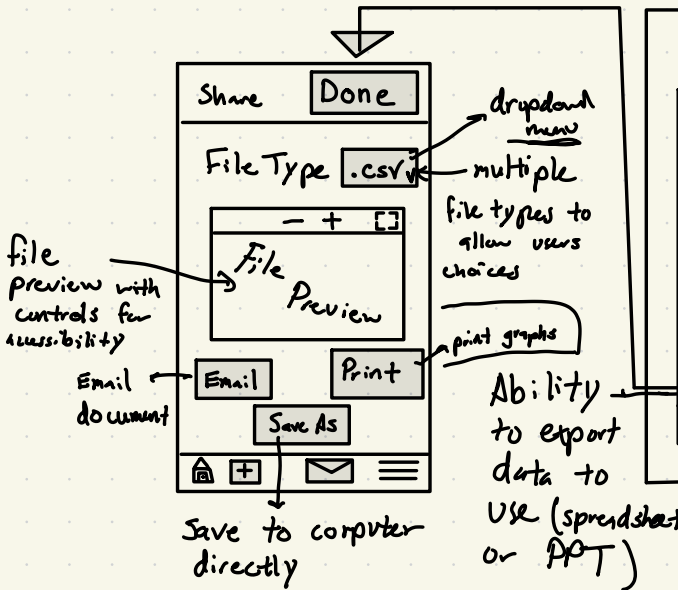 Share
Done
File Type
.csv
dropdown
menu
multiple
file types to
allow users
choices
- +
File
Preview
file
preview with
controls for
accessibility
Email
document
Email
Print
print graphs
Save As
Save to computer
directly
Ability
to export
data to
use (spreadsheet
or PPT)